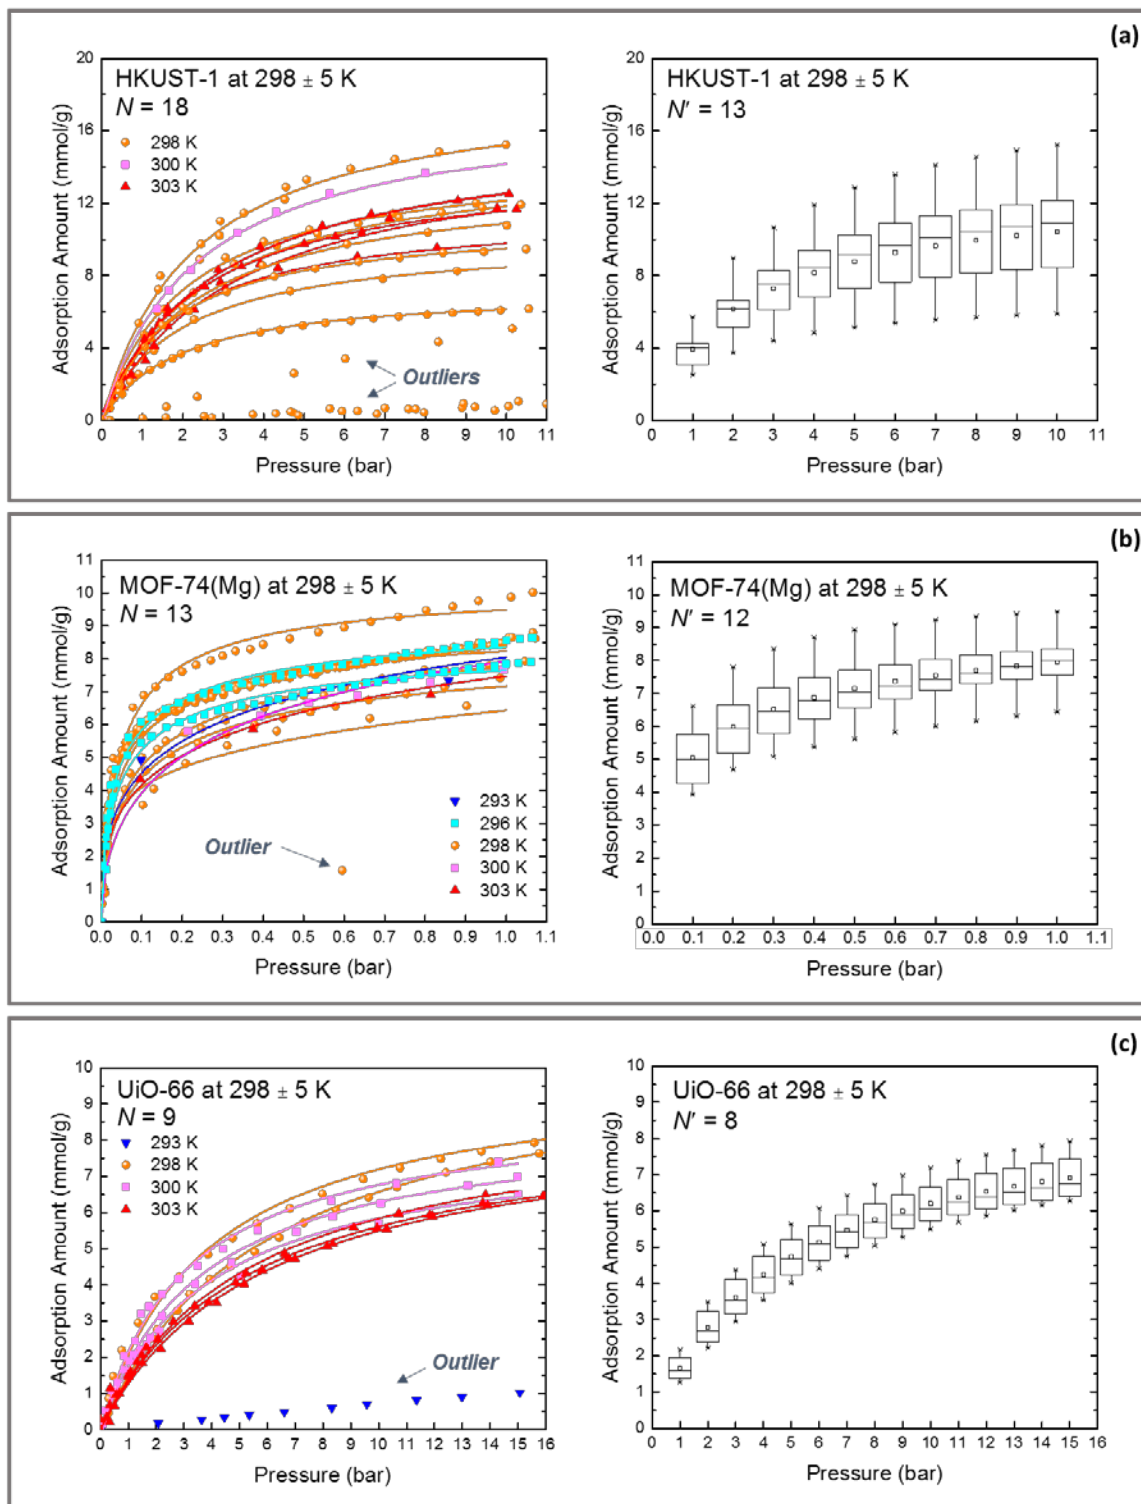 (a)
HKUST-1 at 298 ± 5 K
N = 18
298 K
300 K
303 K
Outliers
20
16
12
8
4
0
0 1 2 3 4 5 6 7 8 9 10 11
Adsorption Amount (mmol/g)
Pressure (bar)
HKUST-1 at 298 ± 5 K
N' = 13
20
16
12
8
4
0
0 1 2 3 4 5 6 7 8 9 10 11
Adsorption Amount (mmol/g)
Pressure (bar)
(b)
MOF-74(Mg) at 298 ± 5 K
N = 13
293 K
296 K
298 K
300 K
303 K
Outlier
11
10
9
8
7
6
5
4
3
2
1
0
0.0 0.1 0.2 0.3 0.4 0.5 0.6 0.7 0.8 0.9 1.0 1.1
Adsorption Amount (mmol/g)
Pressure (bar)
MOF-74(Mg) at 298 ± 5 K
N' = 12
11
10
9
8
7
6
5
4
3
2
1
0
0.0 0.1 0.2 0.3 0.4 0.5 0.6 0.7 0.8 0.9 1.0 1.1
Adsorption Amount (mmol/g)
Pressure (bar)
(c)
UiO-66 at 298 ± 5 K
N = 9
293 K
298 K
300 K
303 K
Outlier
10
9
8
7
6
5
4
3
2
1
0
0 1 2 3 4 5 6 7 8 9 10 11 12 13 14 15 16
Adsorption Amount (mmol/g)
Pressure (bar)
UiO-66 at 298 ± 5 K
N' = 8
10
9
8
7
6
5
4
3
2
1
0
0 1 2 3 4 5 6 7 8 9 10 11 12 13 14 15 16
Adsorption Amount (mmol/g)
Pressure (bar)